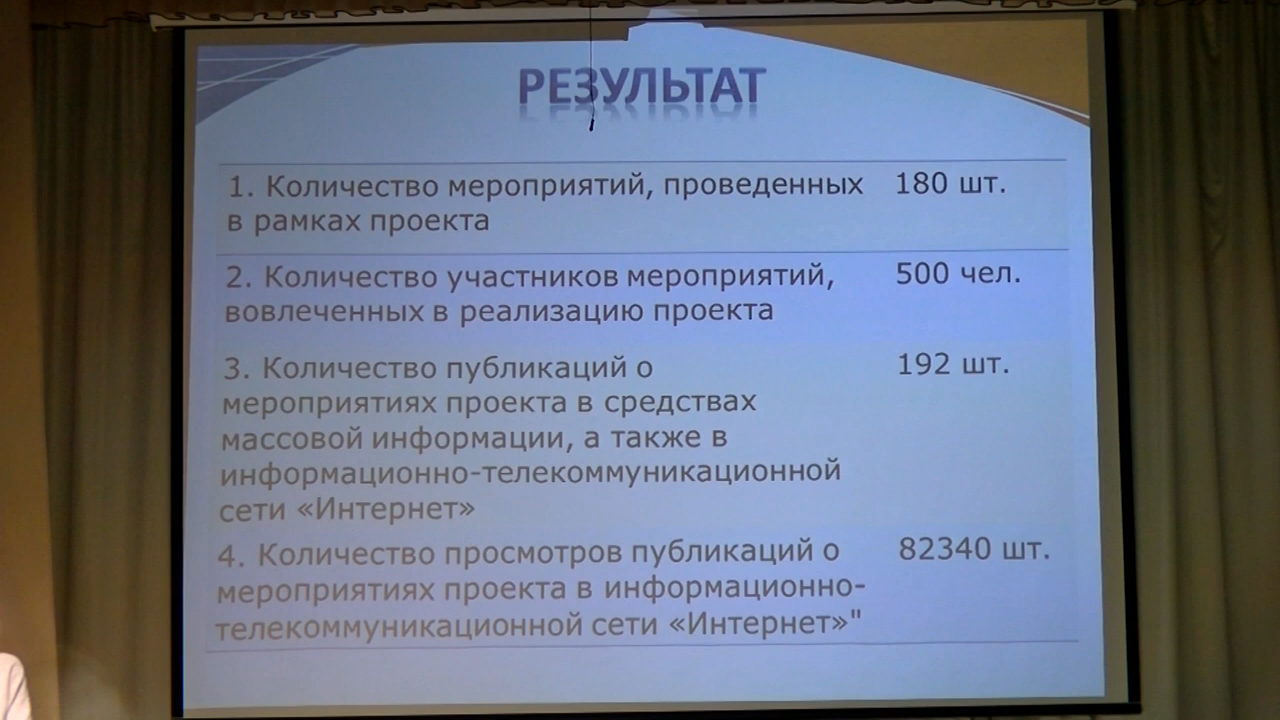 РЕЗУЛЬТАТ
1. Количество мероприятий, проведенных 180 шт.
в рамках проекта
2. Количество участников мероприятий, 500 чел.
вовлеченных в реализацию проекта
3. Количество публикаций о 192 шт.
мероприятиях проекта в средствах
массовой информации, а также в
информационно-телекоммуникационной
сети «Интернет»
4. Количество просмотров публикаций о 82340 шт.
мероприятиях проекта в информационно-
телекоммуникационной сети «Интернет»"